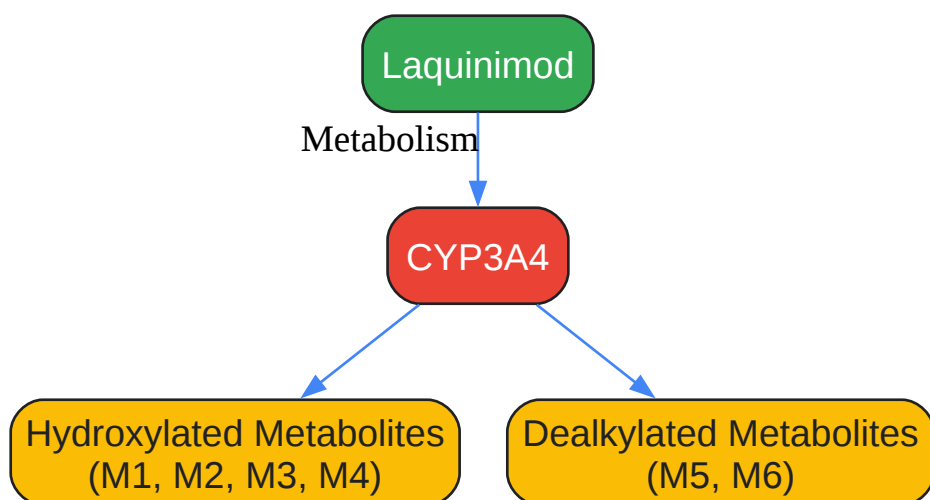 Laquinimod
Metabolism
CYP3A4
Hydroxylated Metabolites
(M1, M2, M3, M4)
Dealkylated Metabolites
(M5, M6)